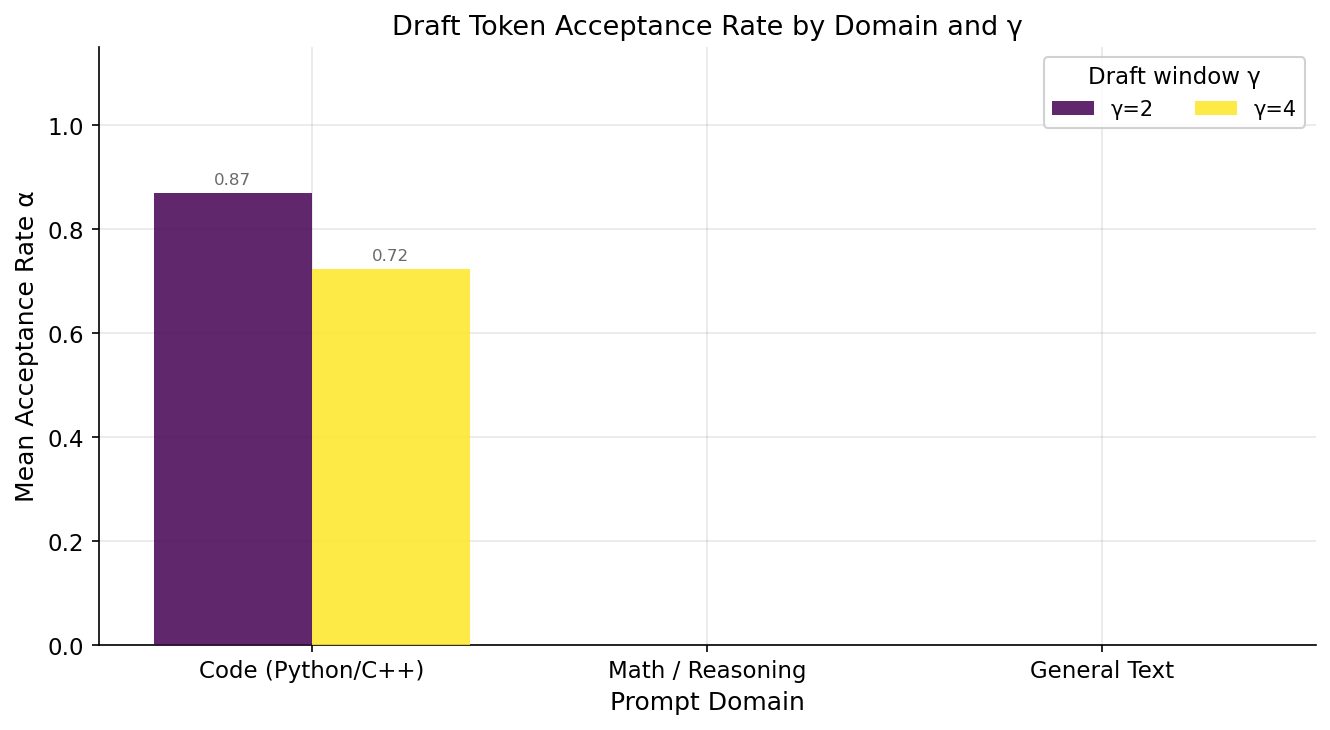 Draft Token Acceptance Rate by Domain and γ
Draft window γ
γ=2
γ=4
Mean Acceptance Rate α
1.0
0.8
0.6
0.4
0.2
0.0
0.87
0.72
Code (Python/C++)
Math / Reasoning
General Text
Prompt Domain